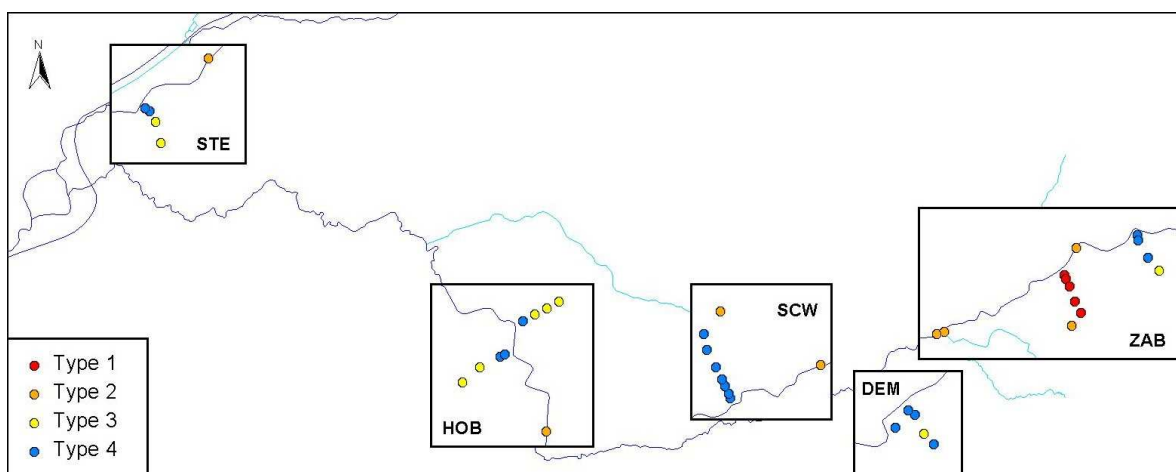 N
STE
SCW
ZAB
HOB
DEM
Type 1
Type 2
Type 3
Type 4